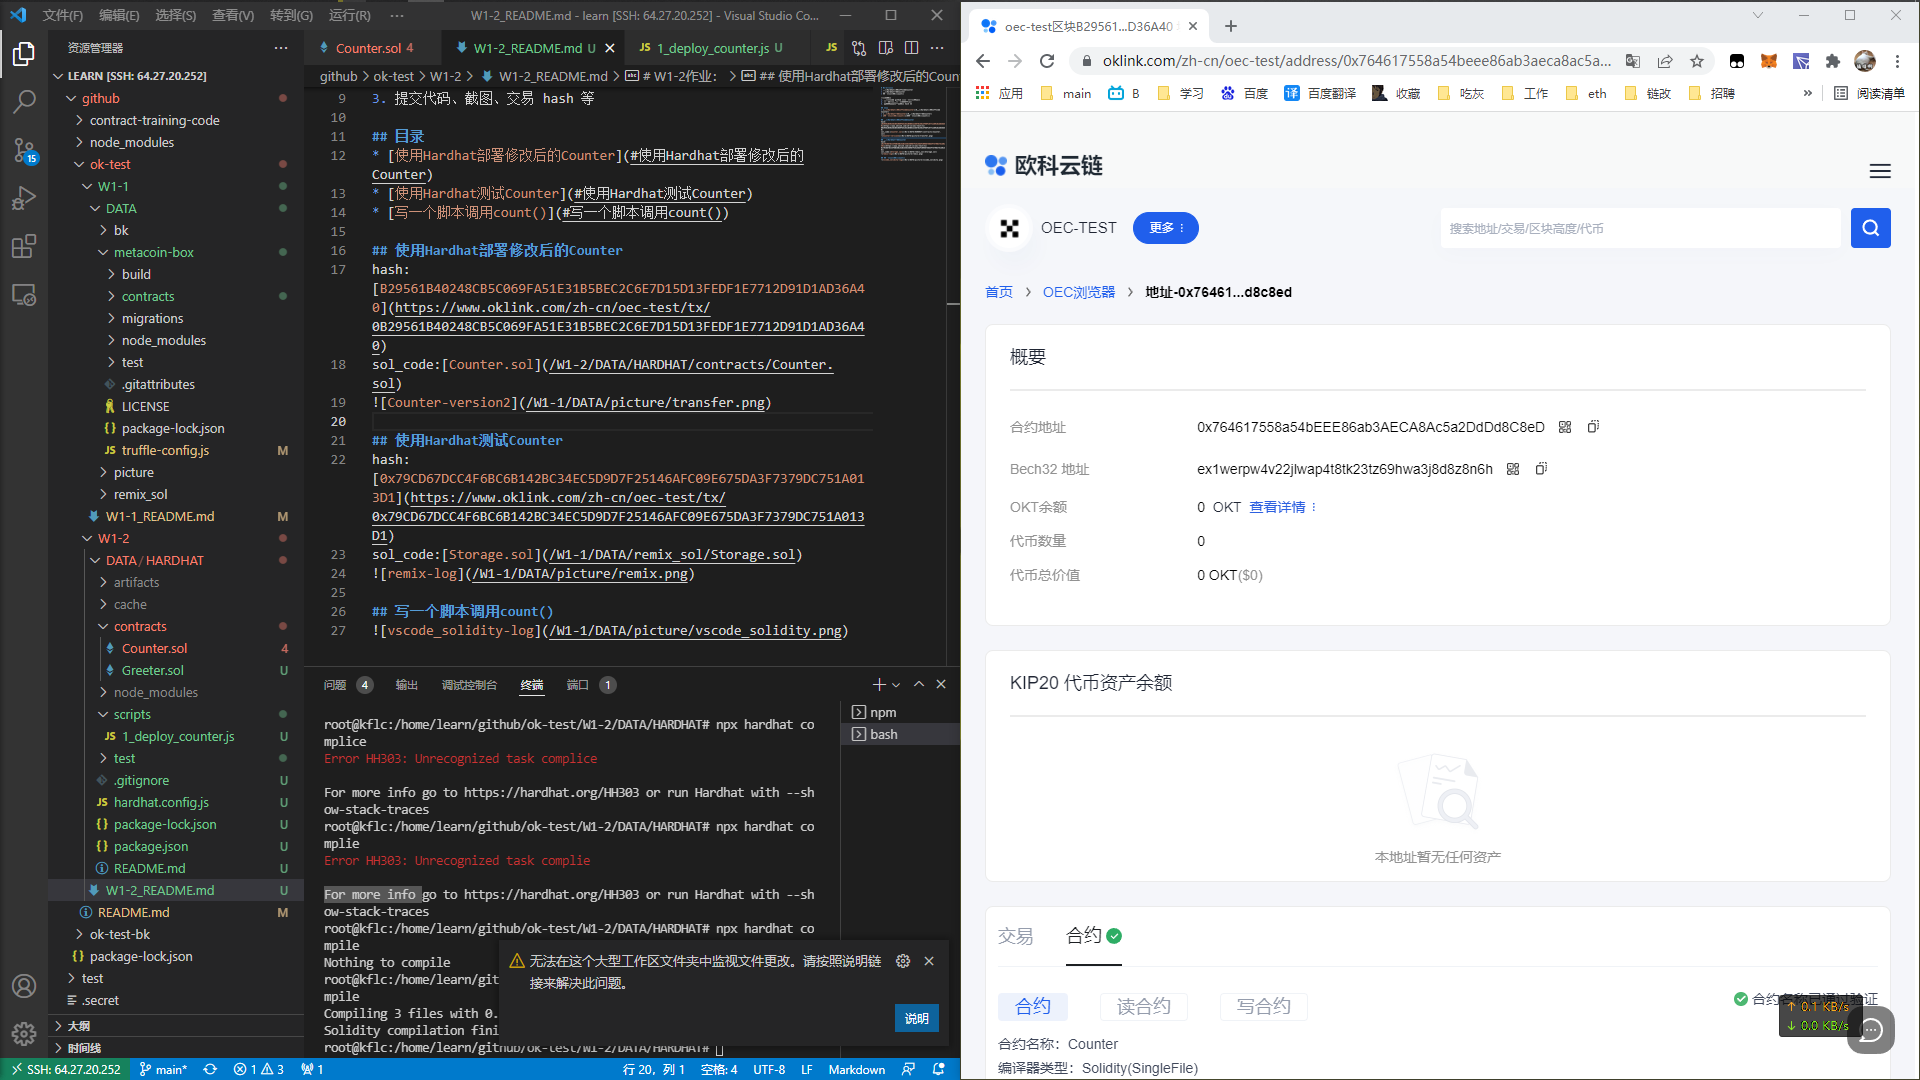 文件(F) 编辑(E) 选择(S) 查看(V) 转到(G) 运行(R) ··· W1-2_README.md - learn [SSH: 64.27.20.252] - Visual Studio Co...
资源管理器
LEARN [SSH: 64.27.20.252]
github
contract-training-code
node_modules
ok-test
W1-1
DATA
bk
metacoin-box
build
contracts
migrations
node_modules
test
.gitattributes
LICENSE
package-lock.json
JS truffle-config.js M
picture
remix_sol
W1-1_README.md M
W1-2
DATA / HARDHAT
artifacts
cache
contracts
Counter.sol 4
Greeter.sol U
node_modules
scripts
JS 1_deploy_counter.js U
test
.gitignore U
JS hardhat.config.js U
{} package-lock.json U
{} package.json U
README.md U
W1-2_README.md U
README.md M
ok-test-bk
{} package-lock.json
test
.secret
大纲
时间线
15
Counter.sol 4 W1-2_README.md U JS 1_deploy_counter.js U JS
github > ok-test > W1-2 > W1-2_README.md > # W1-2作业： > ## 使用Hardhat部署修改后的Coun
9 3. 提交代码、截图、交易 hash 等
10
11 ## 目录
12 * [使用Hardhat部署修改后的Counter](#使用Hardhat部署修改后的
Counter)
13 * [使用Hardhat测试Counter](#使用Hardhat测试Counter)
14 * [写一个脚本调用count()](#写一个脚本调用count())
15
16 ## 使用Hardhat部署修改后的Counter
17 hash:
[B29561B40248CB5C069FA51E31B5BEC2C6E7D15D13FEDF1E7712D91D1AD36A4
0](https://www.oklink.com/zh-cn/oec-test/tx/
0B29561B40248CB5C069FA51E31B5BEC2C6E7D15D13FEDF1E7712D91D1AD36A4
0)
18 sol_code:[Counter.sol](/W1-2/DATA/HARDHAT/contracts/Counter.
sol)
19 ![Counter-version2](/W1-1/DATA/picture/transfer.png)
20
21 ## 使用Hardhat测试Counter
22 hash:
[0x79CD67DCC4F6BC6B142BC34EC5D9D7F25146AFC09E675DA3F7379DC751A01
3D1](https://www.oklink.com/zh-cn/oec-test/tx/
0x79CD67DCC4F6BC6B142BC34EC5D9D7F25146AFC09E675DA3F7379DC751A013
D1)
23 sol_code:[Storage.sol](/W1-1/DATA/remix_sol/Storage.sol)
24 ![remix-log](/W1-1/DATA/picture/remix.png)
25
26 ## 写一个脚本调用count()
27 ![vscode_solidity-log](/W1-1/DATA/picture/vscode_solidity.png)
问题 4 输出 调试控制台 终端 端口 1
npm
bash
root@kflc:/home/learn/github/ok-test/W1-2/DATA/HARDHAT# npx hardhat co
mplice
Error HH303: Unrecognized task complice
For more info go to https://hardhat.org/HH303 or run Hardhat with --sh
ow-stack-traces
root@kflc:/home/learn/github/ok-test/W1-2/DATA/HARDHAT# npx hardhat co
mplie
Error HH303: Unrecognized task complie
For more info go to https://hardhat.org/HH303 or run Hardhat with --sh
ow-stack-traces
root@kflc:/home/learn/github/ok-test/W1-2/DATA/HARDHAT# npx hardhat co
mpile
Nothing to compile
root@kflc:/home/learn/github/ok-tes
mpile
Compiling 3 files with 0.
Solidity compilation fini
root@kflc:/home/learn/github/ok-test/W1-2/DATA/HARDHAT#
无法在这个大型工作区文件夹中监视文件更改。请按照说明链
接来解决此问题。
说明
SSH: 64.27.20.252 main* 1 3 1 行 20，列 1 空格: 4 UTF-8 LF Markdown
oec-test区块B29561...D36A40
oklink.com/zh-cn/oec-test/address/0x764617558a54beee86ab3aeca8ac5a...
应用 main B 学习 百度 译 百度翻译 收藏 吃灰 工作 eth 链改 招聘 » 阅读清单
欧科云链
OEC-TEST 更多 搜索地址/交易/区块高度/代币
首页 > OEC浏览器 > 地址-0x76461...d8c8ed
概要
合约地址 0x764617558a54bEEE86ab3AECA8Ac5a2DdDd8C8eD
Bech32 地址 ex1werpw4v22jlwap4t8tk23tz69hwa3j8d8z8n6h
OKT余额 0 OKT 查看详情
代币数量 0
代币总价值 0 OKT($0)
KIP20 代币资产余额
本地址暂无任何资产
交易 合约
合约 读合约 写合约
↑ 0.1 KB/s
↓ 0.0 KB/s
合约名称: Counter
编译器类型: Solidity(SingleFile)